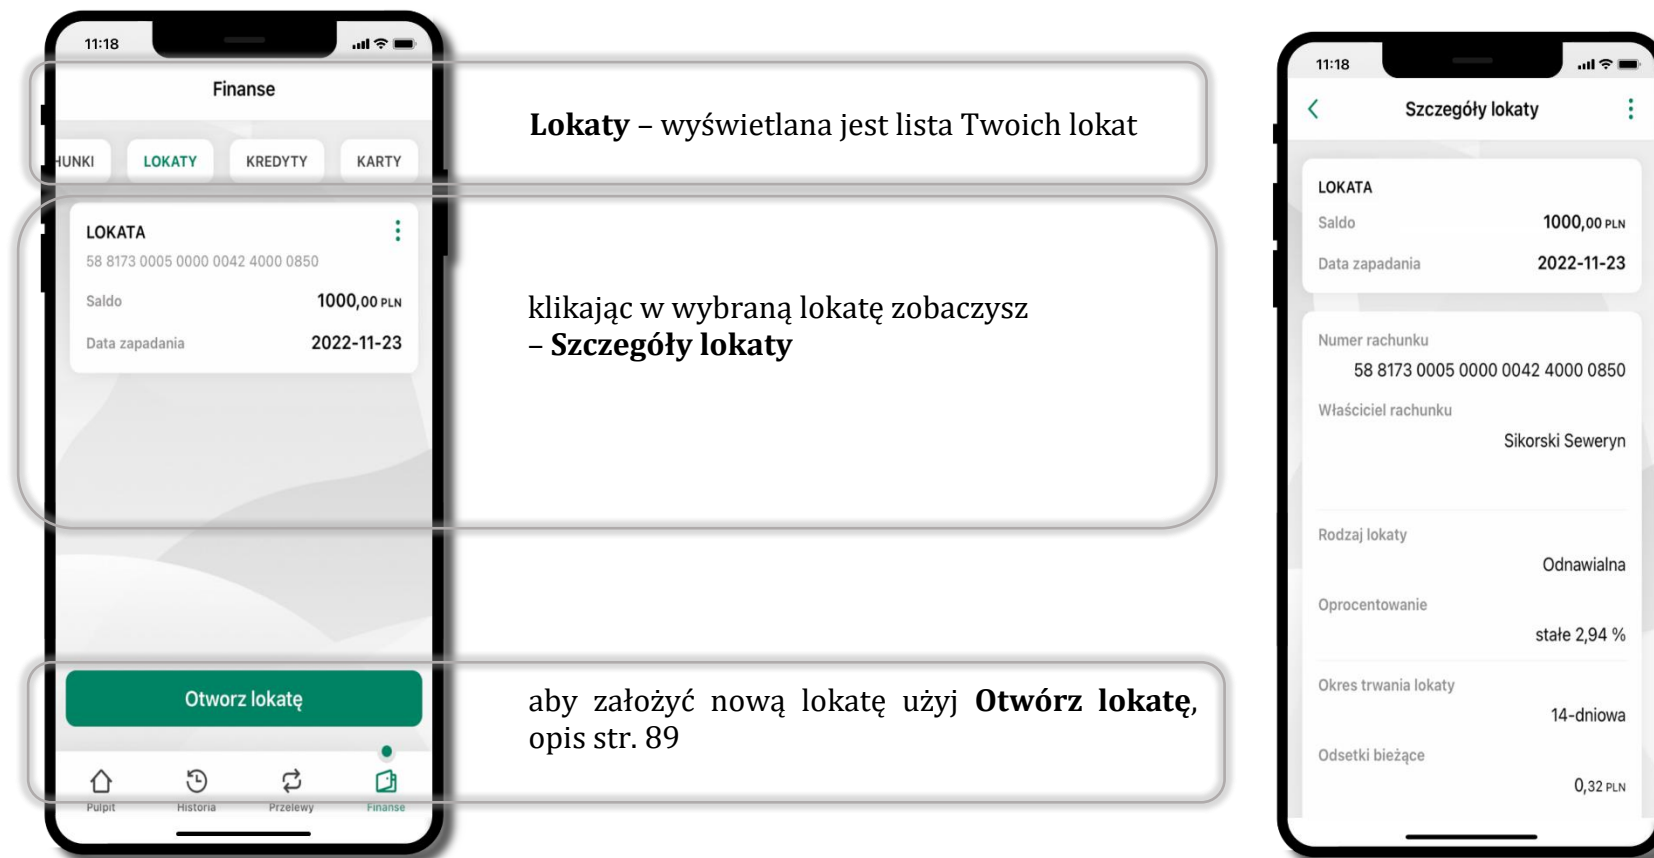 11:18
Finanse
HUNKI LOKATY KREDYTY KARTY
LOKATA
58 8173 0005 0000 0042 4000 0850
Saldo 1000,00 PLN
Data zapadania 2022-11-23
Otworz lokatę
Pulpit Historia Przelewy Finanse
Lokaty – wyświetlana jest lista Twoich lokat
klikając w wybraną lokatę zobaczysz
– Szczegóły lokaty
aby założyć nową lokatę użyj Otwórz lokatę,
opis str. 89
11:18
Szczegóły lokaty
LOKATA
Saldo 1000,00 PLN
Data zapadania 2022-11-23
Numer rachunku
58 8173 0005 0000 0042 4000 0850
Właściciel rachunku
Sikorski Seweryn
Rodzaj lokaty
Odnawialna
Oprocentowanie
stałe 2,94 %
Okres trwania lokaty
14-dniowa
Odsetki bieżące
0,32 PLN